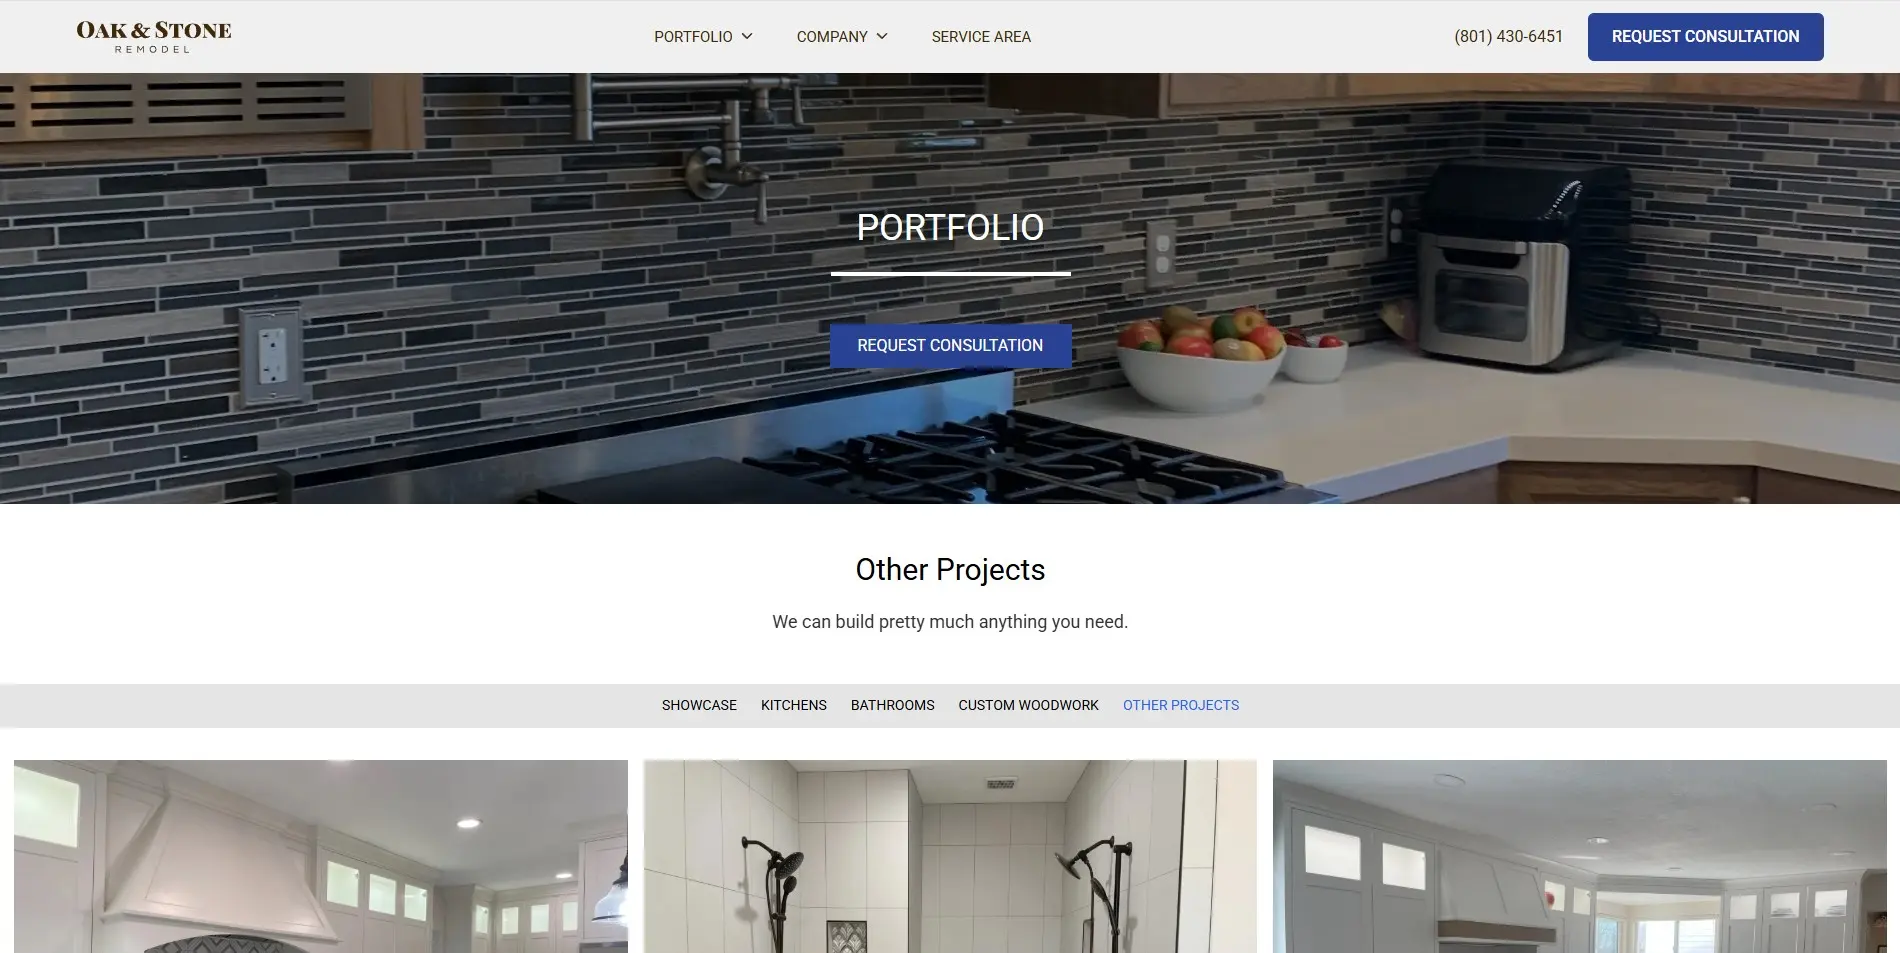 OAK & STONE
REMODEL
PORTFOLIO
COMPANY
SERVICE AREA
(801) 430-6451
REQUEST CONSULTATION
PORTFOLIO
REQUEST CONSULTATION
Other Projects
We can build pretty much anything you need.
SHOWCASE KITCHENS BATHROOMS CUSTOM WOODWORK OTHER PROJECTS